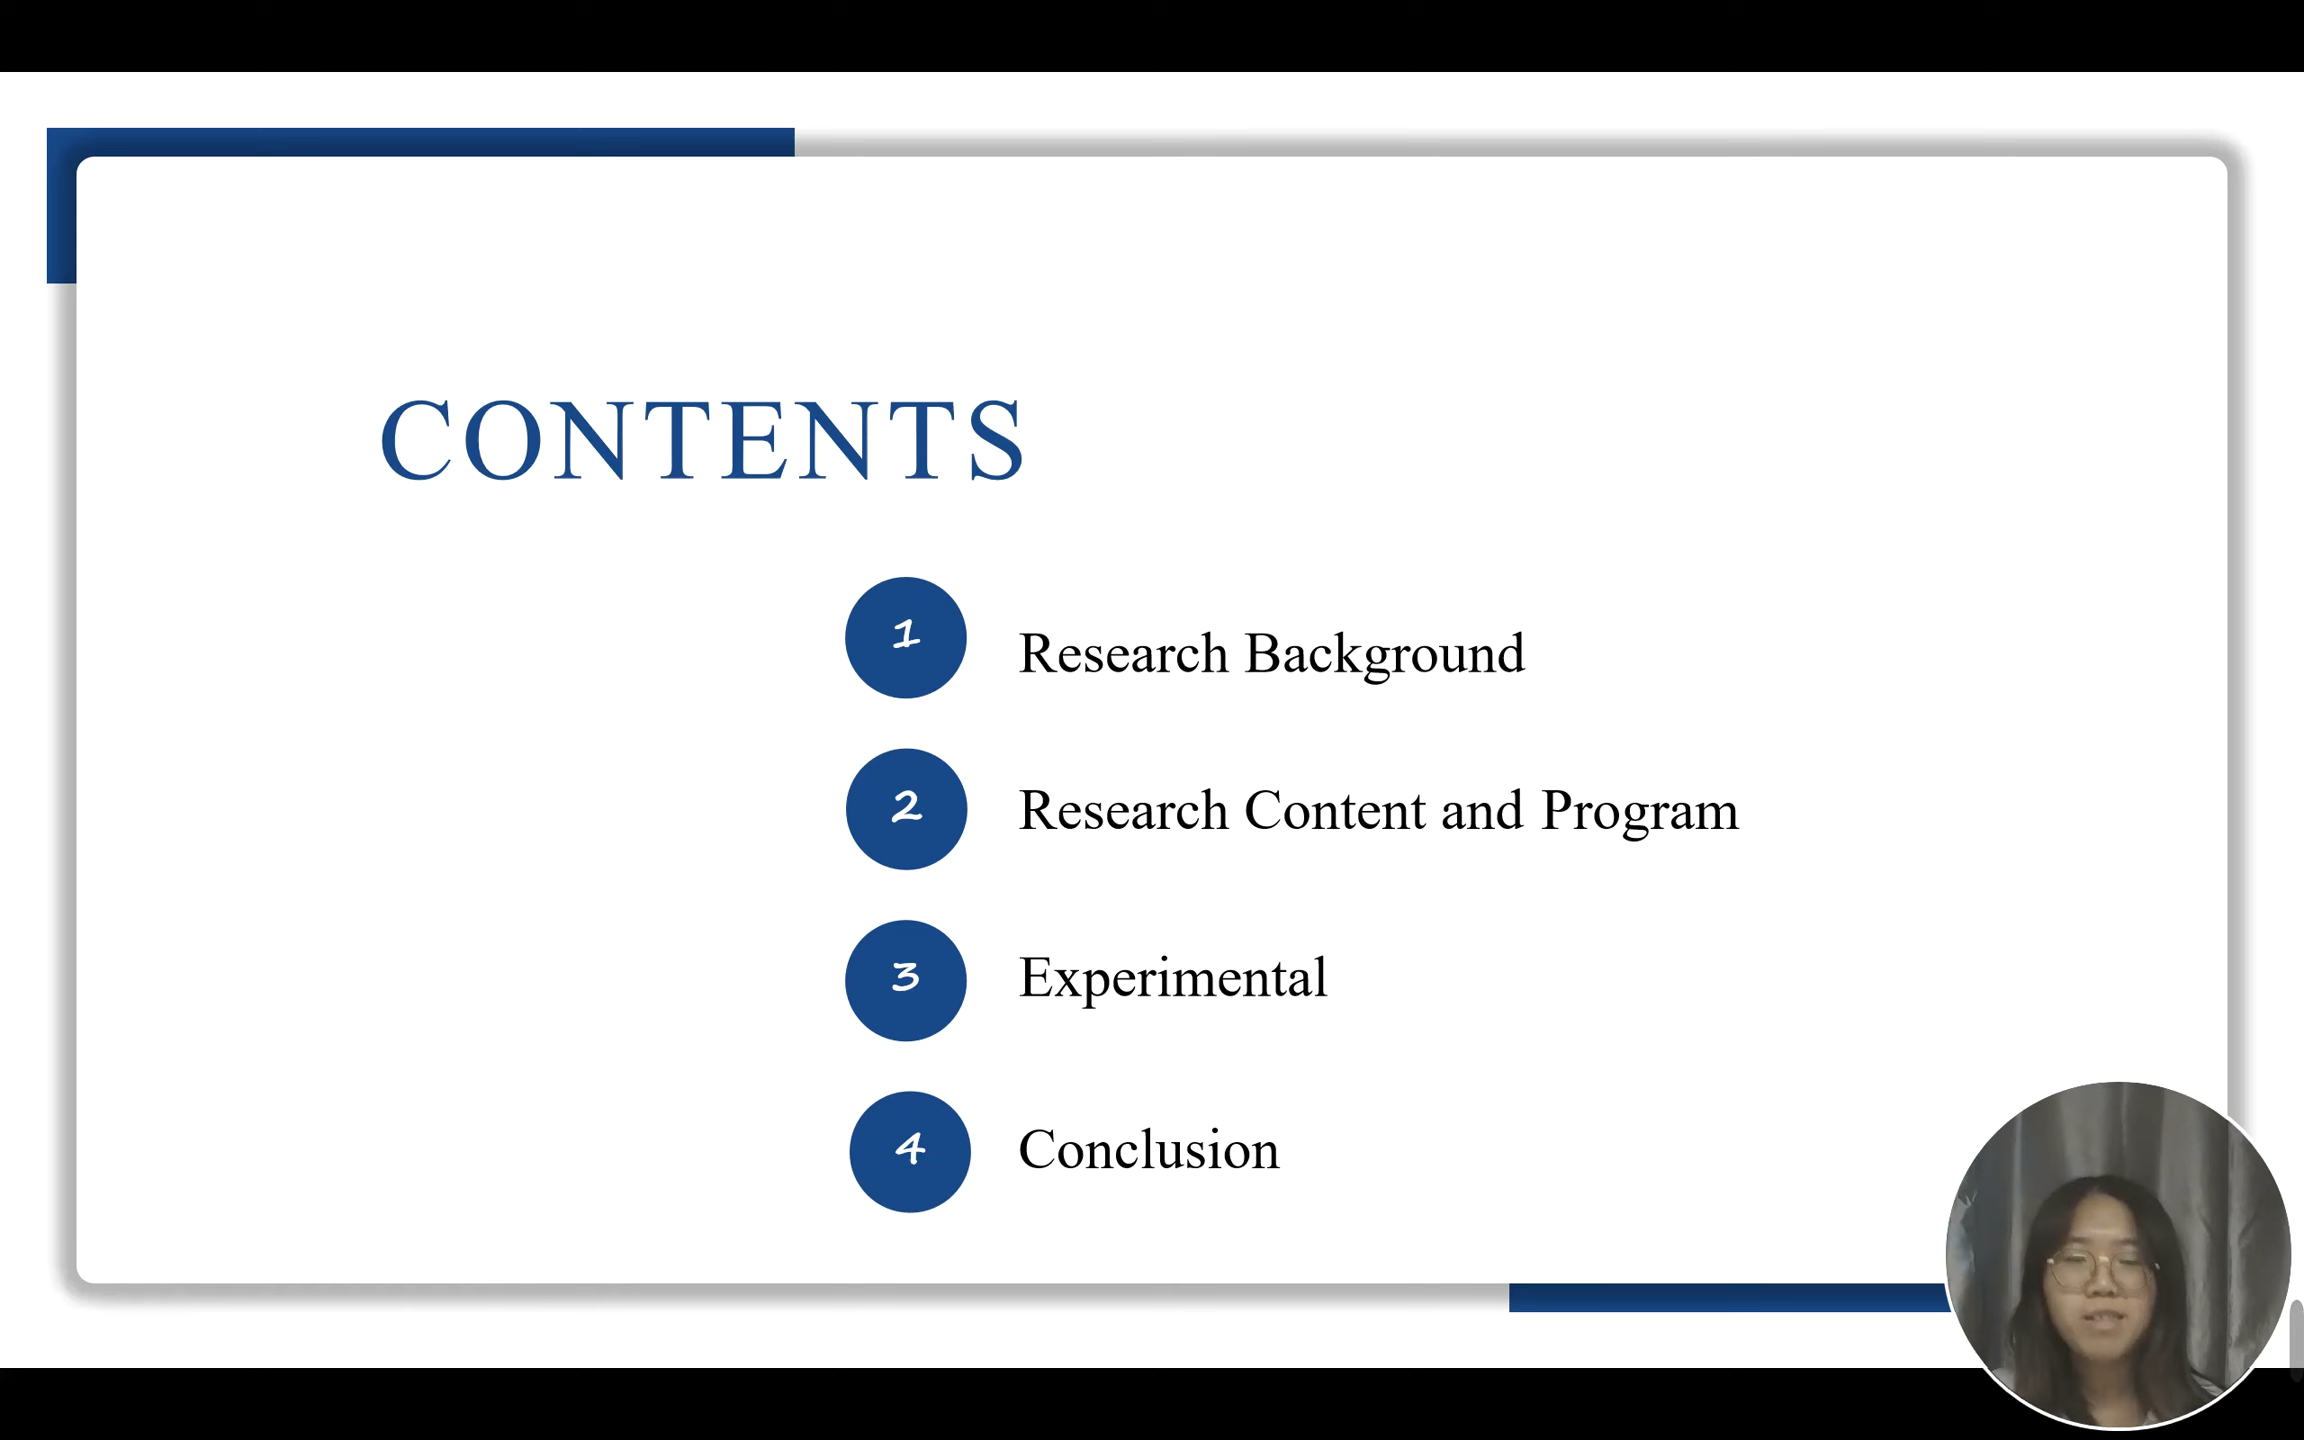 CONTENTS
1 Research Background
2 Research Content and Program
3 Experimental
4 Conclusion